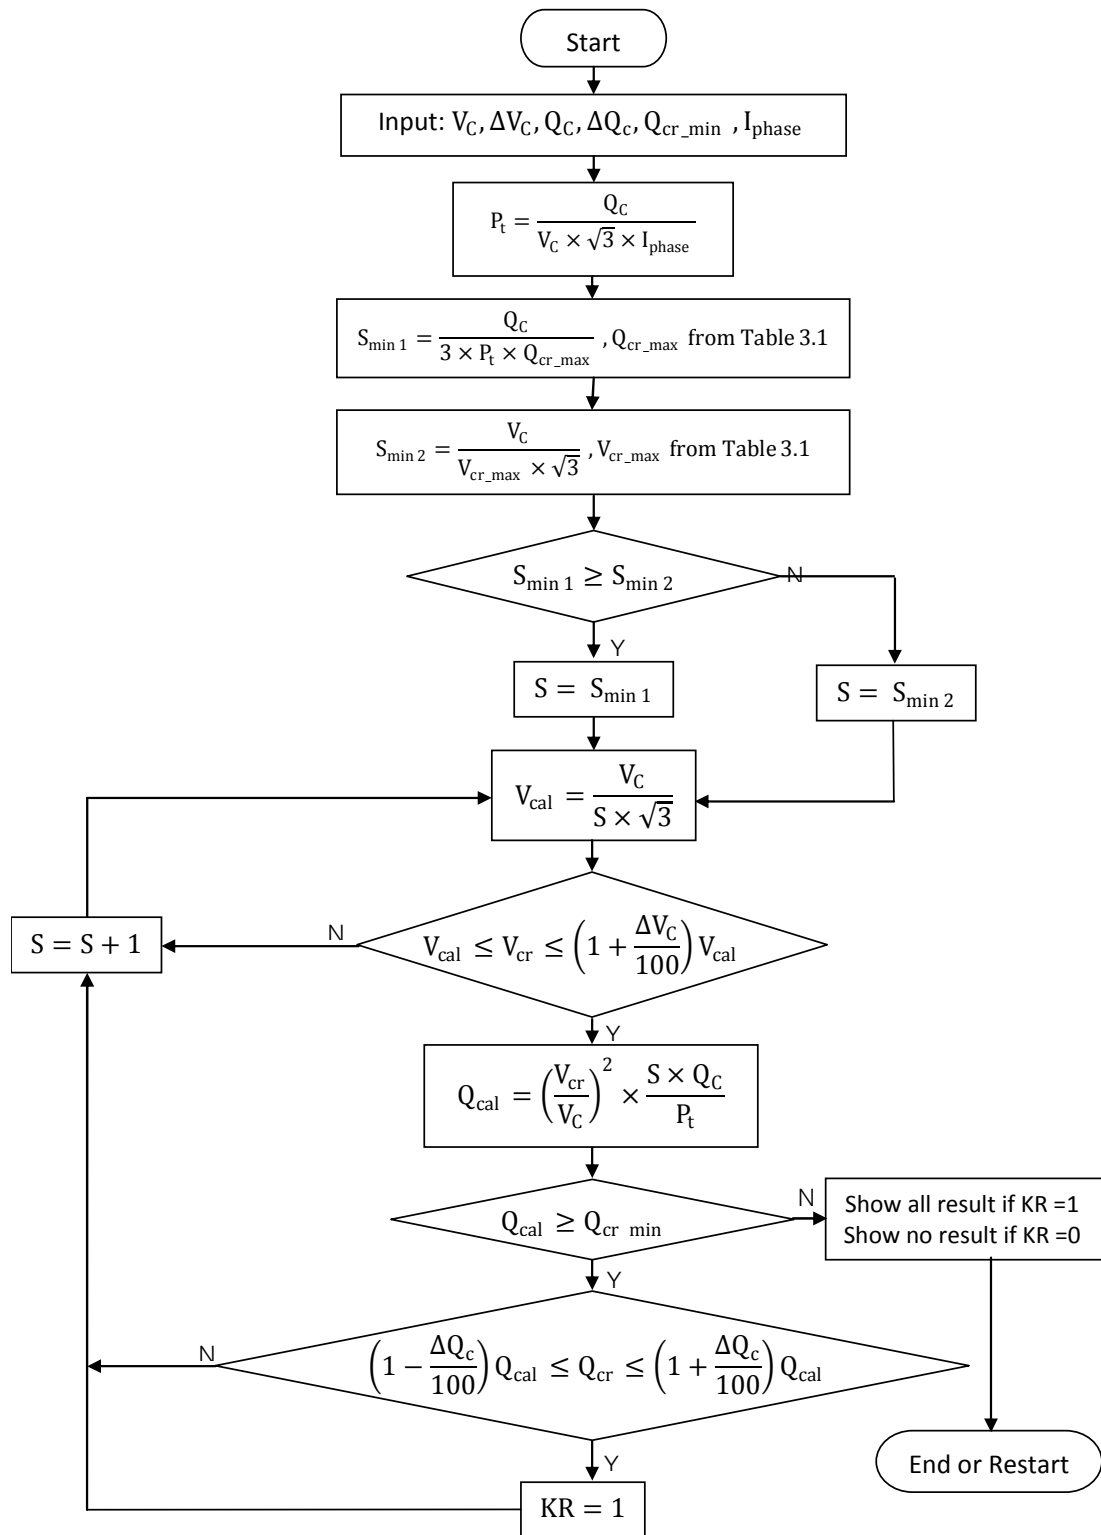 Start
Input: V_C, ΔV_C, Q_C, ΔQ_c, Q_cr_min , I_phase
P_t = Q_C / (V_C × √3 × I_phase)
S_min 1 = Q_C / (3 × P_t × Q_cr_max) , Q_cr_max from Table 3.1
S_min 2 = V_C / (V_cr_max × √3) , V_cr_max from Table 3.1
S_min 1 ≥ S_min 2
N
Y
S = S_min 1
S = S_min 2
V_cal = V_C / (S × √3)
S = S + 1
N
V_cal ≤ V_cr ≤ (1 + ΔV_C/100) V_cal
Y
Q_cal = (V_cr/V_C)^2 × (S × Q_C)/P_t
Q_cal ≥ Q_cr min
N
Show all result if KR =1
Show no result if KR =0
Y
N
(1 − ΔQ_c/100) Q_cal ≤ Q_cr ≤ (1 + ΔQ_c/100) Q_cal
Y
End or Restart
KR = 1